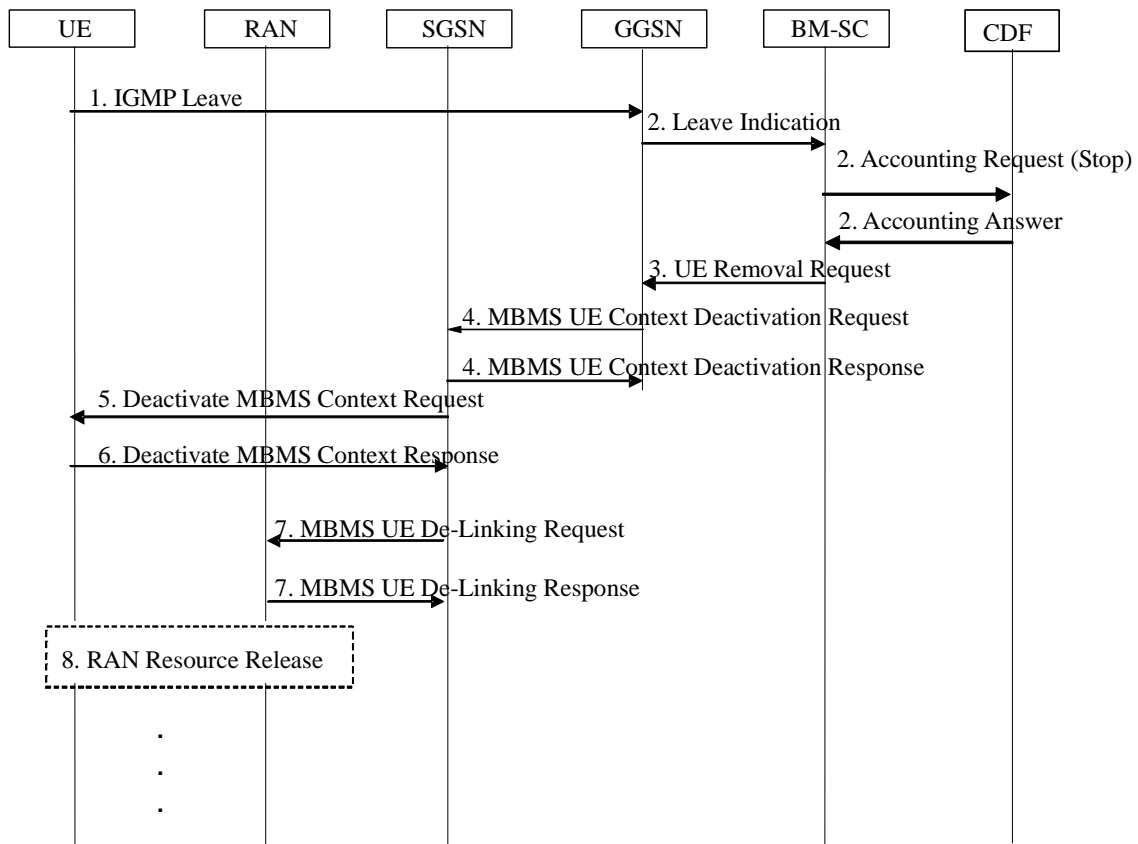 UE
RAN
SGSN
GGSN
BM-SC
CDF
1. IGMP Leave
2. Leave Indication
2. Accounting Request (Stop)
2. Accounting Answer
3. UE Removal Request
4. MBMS UE Context Deactivation Request
4. MBMS UE Context Deactivation Response
5. Deactivate MBMS Context Request
6. Deactivate MBMS Context Response
7. MBMS UE De-Linking Request
7. MBMS UE De-Linking Response
8. RAN Resource Release
.
.
.